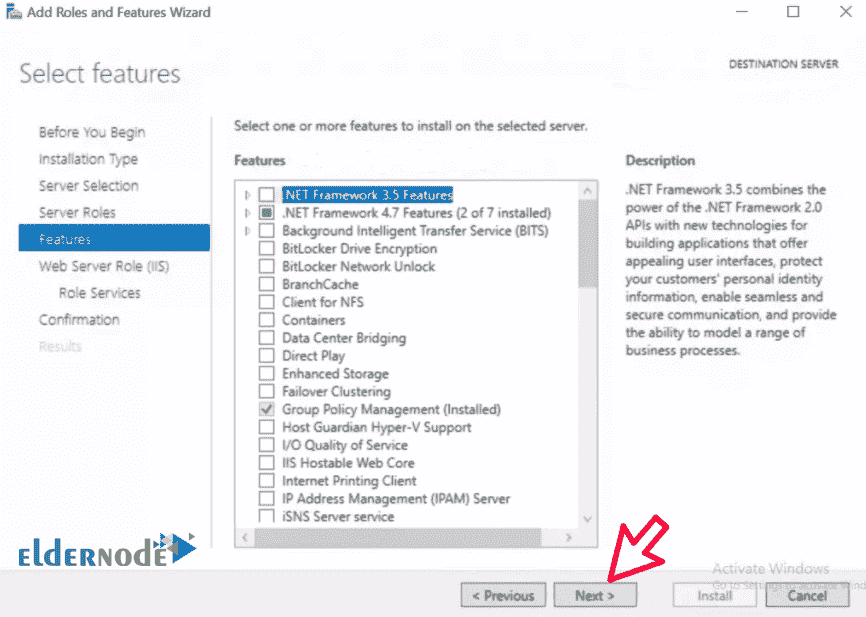 Add Roles and Features Wizard
Select features
DESTINATION SERVER
Before You Begin
Installation Type
Server Selection
Server Roles
Features
Web Server Role (IIS)
Role Services
Confirmation
Results
Select one or more features to install on the selected server.
Features
.NET Framework 3.5 Features
.NET Framework 4.7 Features (2 of 7 installed)
Background Intelligent Transfer Service (BITS)
BitLocker Drive Encryption
BitLocker Network Unlock
BranchCache
Client for NFS
Containers
Data Center Bridging
Direct Play
Enhanced Storage
Failover Clustering
Group Policy Management (Installed)
Host Guardian Hyper-V Support
I/O Quality of Service
IIS Hostable Web Core
Internet Printing Client
IP Address Management (IPAM) Server
iSNS Server service
Description
.NET Framework 3.5 combines the
power of the .NET Framework 2.0
APIs with new technologies for
building applications that offer
appealing user interfaces, protect
your customers' personal identity
information, enable seamless and
secure communication, and provide
the ability to model a range of
business processes.
ELDERNODE
Activate Windows
Go to Settings to activate Wind
< Previous
Next >
Install
Cancel